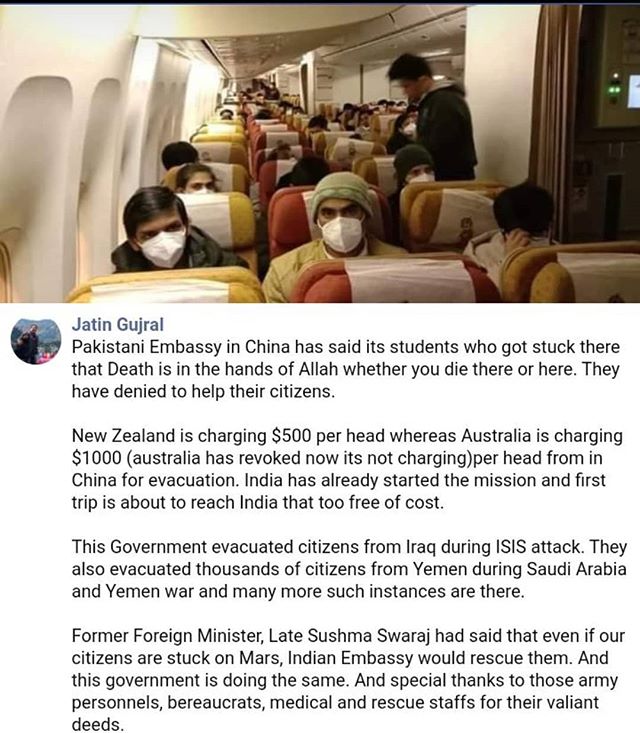 Jatin Gujral
Pakistani Embassy in China has said its students who got stuck there
that Death is in the hands of Allah whether you die there or here. They
have denied to help their citizens.
New Zealand is charging $500 per head whereas Australia is charging
$1000 (australia has revoked now its not charging)per head from in
China for evacuation. India has already started the mission and first
trip is about to reach India that too free of cost.
This Government evacuated citizens from Iraq during ISIS attack. They
also evacuated thousands of citizens from Yemen during Saudi Arabia
and Yemen war and many more such instances are there.
Former Foreign Minister, Late Sushma Swaraj had said that even if our
citizens are stuck on Mars, Indian Embassy would rescue them. And
this government is doing the same. And special thanks to those army
personnels, bereaucrats, medical and rescue staffs for their valiant
deeds.